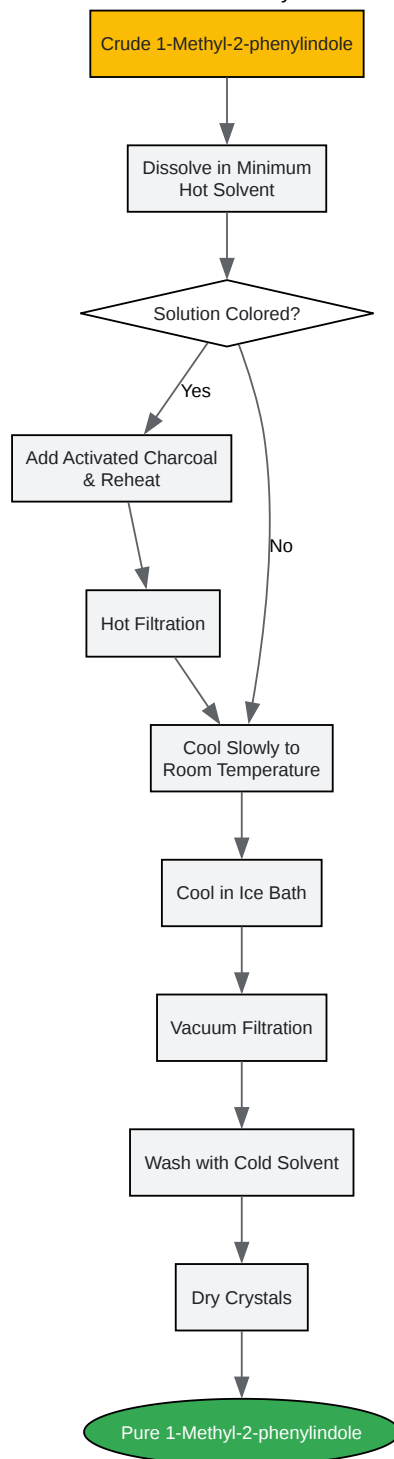 Crude 1-Methyl-2-phenylindole
Dissolve in Minimum
Hot Solvent
Solution Colored?
Yes
Add Activated Charcoal
& Reheat
No
Hot Filtration
Cool Slowly to
Room Temperature
Cool in Ice Bath
Vacuum Filtration
Wash with Cold Solvent
Dry Crystals
Pure 1-Methyl-2-phenylindole